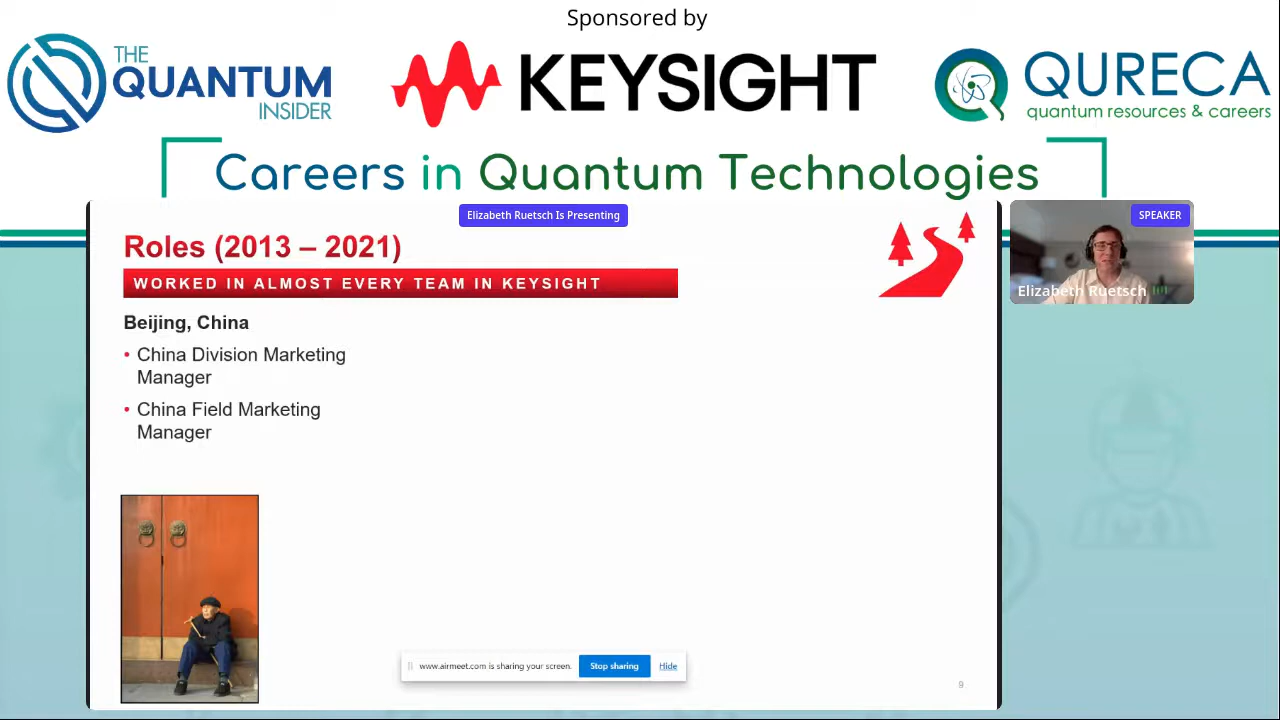 Sponsored by
THE
QUANTUM
INSIDER
KEYSIGHT
QURECA
quantum resources & careers
Careers in Quantum Technologies
Elizabeth Ruetsch Is Presenting
SPEAKER
Elizabeth Ruetsch
Roles (2013 – 2021)
WORKED IN ALMOST EVERY TEAM IN KEYSIGHT
Beijing, China
• China Division Marketing
Manager
• China Field Marketing
Manager
www.airmeet.com is sharing your screen.
Stop sharing
Hide
9